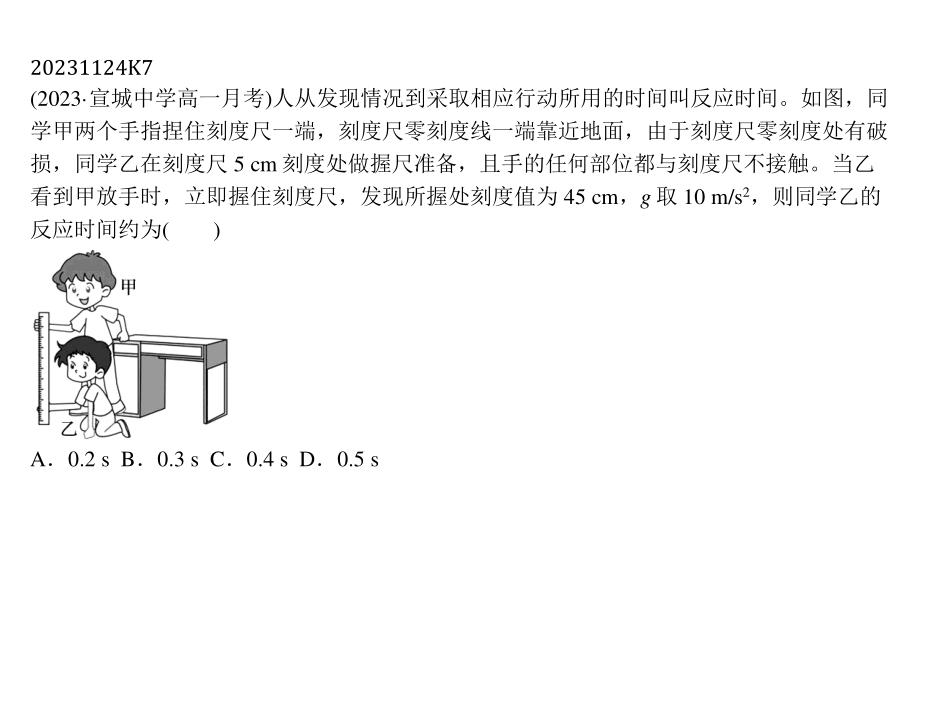 20231124K7
(2023·宣城中学高一月考)人从发现情况到采取相应行动所用的时间叫反应时间。如图，同
学甲两个手指捏住刻度尺一端，刻度尺零刻度线一端靠近地面，由于刻度尺零刻度处有破
损，同学乙在刻度尺 5 cm 刻度处做握尺准备，且手的任何部位都与刻度尺不接触。当乙
看到甲放手时，立即握住刻度尺，发现所握处刻度值为 45 cm，g 取 10 m/s²，则同学乙的
反应时间约为(　　)
甲
乙
A．0.2 s B．0.3 s C．0.4 s D．0.5 s